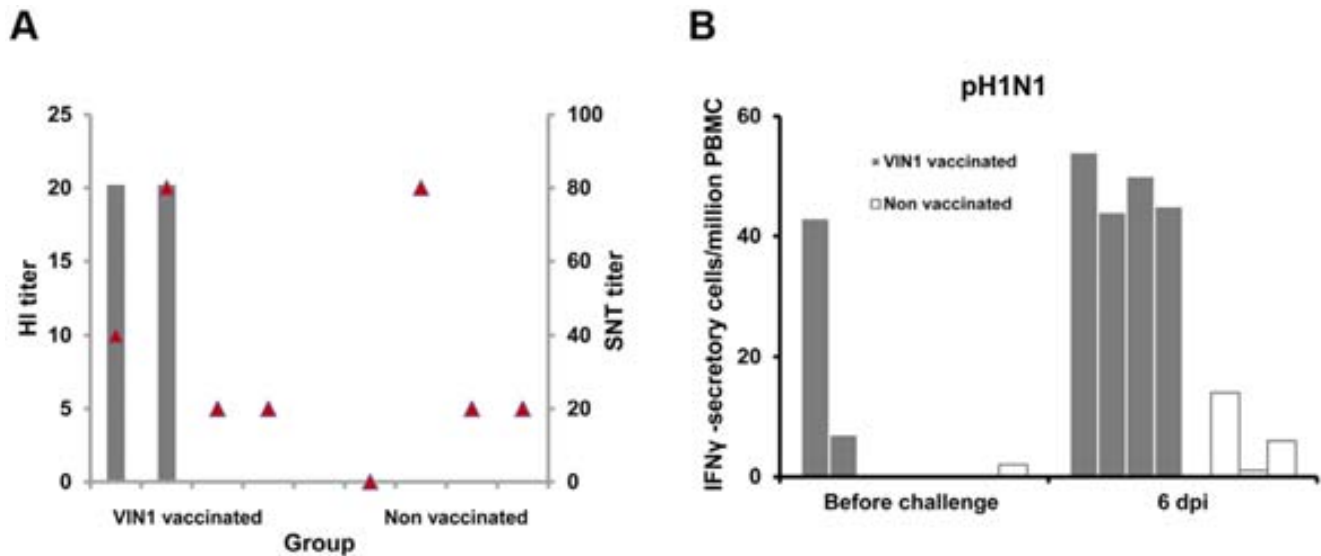 A
HI titer
25
20
15
10
5
0
100
80
60
40
20
0
SNT titer
VIN1 vaccinated
Non vaccinated
Group
B
pH1N1
IFNγ -secretory cells/million PBMC
60
40
20
0
VIN1 vaccinated
Non vaccinated
Before challenge
6 dpi